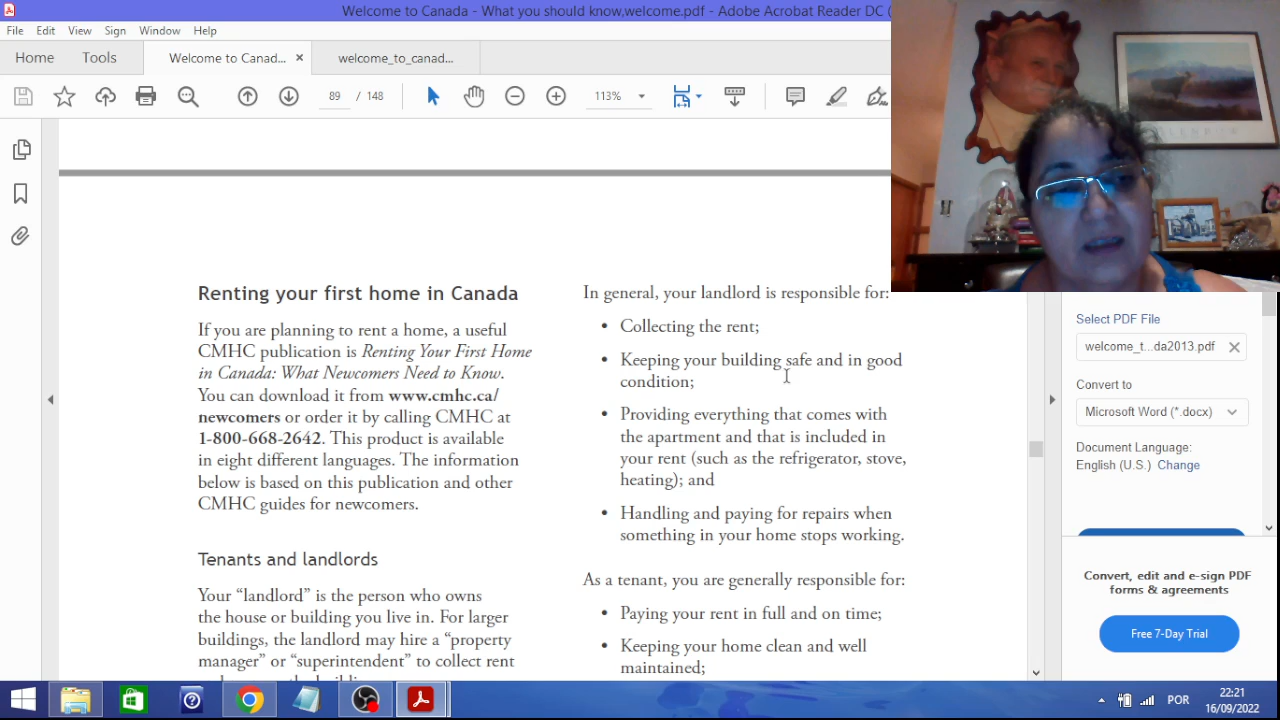 Welcome to Canada - What you should know,welcome.pdf - Adobe Acrobat Reader DC (
File Edit View Sign Window Help
Home Tools Welcome to Canad... × welcome_to_canad...
89 / 148 113%
Renting your first home in Canada
If you are planning to rent a home, a useful
CMHC publication is Renting Your First Home
in Canada: What Newcomers Need to Know.
You can download it from www.cmhc.ca/
newcomers or order it by calling CMHC at
1-800-668-2642. This product is available
in eight different languages. The information
below is based on this publication and other
CMHC guides for newcomers.
Tenants and landlords
Your “landlord” is the person who owns
the house or building you live in. For larger
buildings, the landlord may hire a “property
manager” or “superintendent” to collect rent
In general, your landlord is responsible for:
• Collecting the rent;
• Keeping your building safe and in good
condition;
• Providing everything that comes with
the apartment and that is included in
your rent (such as the refrigerator, stove,
heating); and
• Handling and paying for repairs when
something in your home stops working.
As a tenant, you are generally responsible for:
• Paying your rent in full and on time;
• Keeping your home clean and well
maintained;
Select PDF File
welcome_t...da2013.pdf
Convert to
Microsoft Word (*.docx)
Document Language:
English (U.S.) Change
Convert, edit and e-sign PDF
forms & agreements
Free 7-Day Trial
POR
22:21
16/09/2022